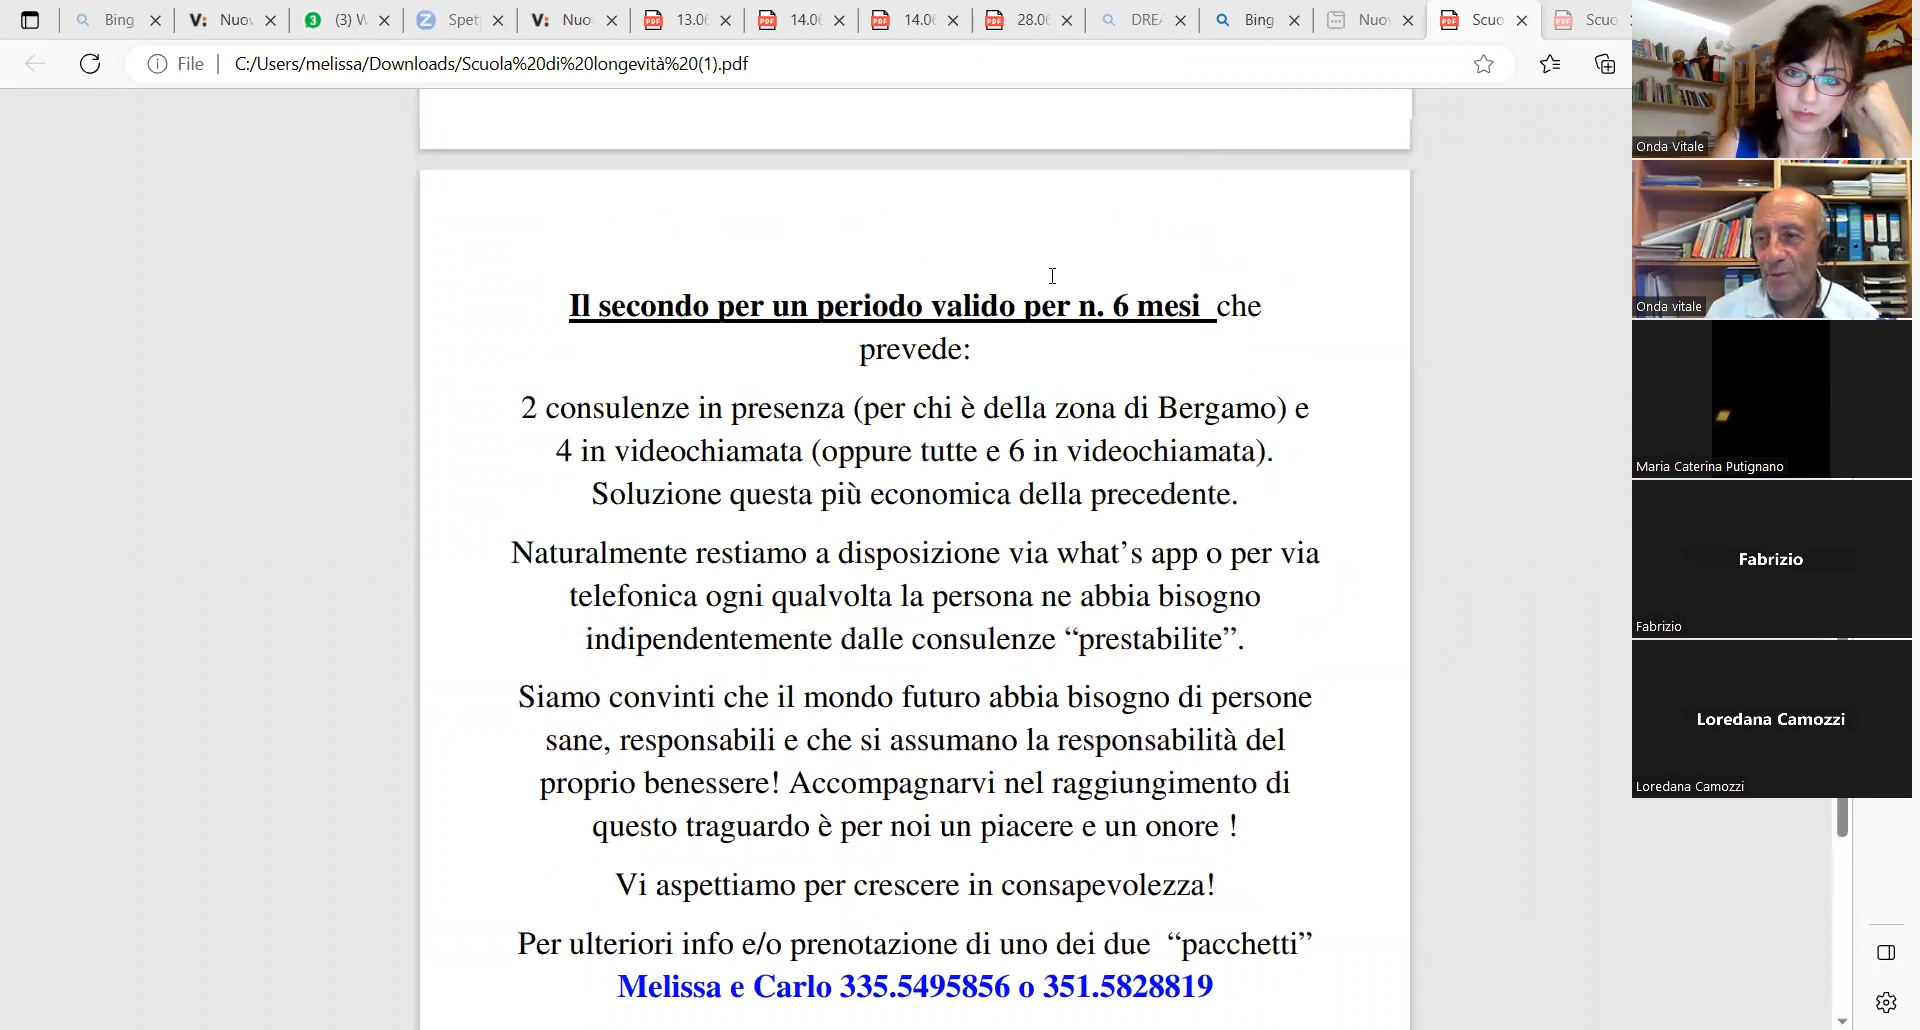 Bing
Nuov
(3) W
Spet
Nuo
13.06
14.06
14.06
28.06
DREA
Bing
Nuov
Scuo
Scuo
File
C:/Users/melissa/Downloads/Scuola%20di%20longevità%20(1).pdf
Il secondo per un periodo valido per n. 6 mesi che
prevede:
2 consulenze in presenza (per chi è della zona di Bergamo) e
4 in videochiamata (oppure tutte e 6 in videochiamata).
Soluzione questa più economica della precedente.
Naturalmente restiamo a disposizione via what’s app o per via
telefonica ogni qualvolta la persona ne abbia bisogno
indipendentemente dalle consulenze “prestabilite”.
Siamo convinti che il mondo futuro abbia bisogno di persone
sane, responsabili e che si assumano la responsabilità del
proprio benessere! Accompagnarvi nel raggiungimento di
questo traguardo è per noi un piacere e un onore !
Vi aspettiamo per crescere in consapevolezza!
Per ulteriori info e/o prenotazione di uno dei due “pacchetti”
Melissa e Carlo 335.5495856 o 351.5828819
Onda Vitale
Onda vitale
Maria Caterina Putignano
Fabrizio
Fabrizio
Loredana Camozzi
Loredana Camozzi